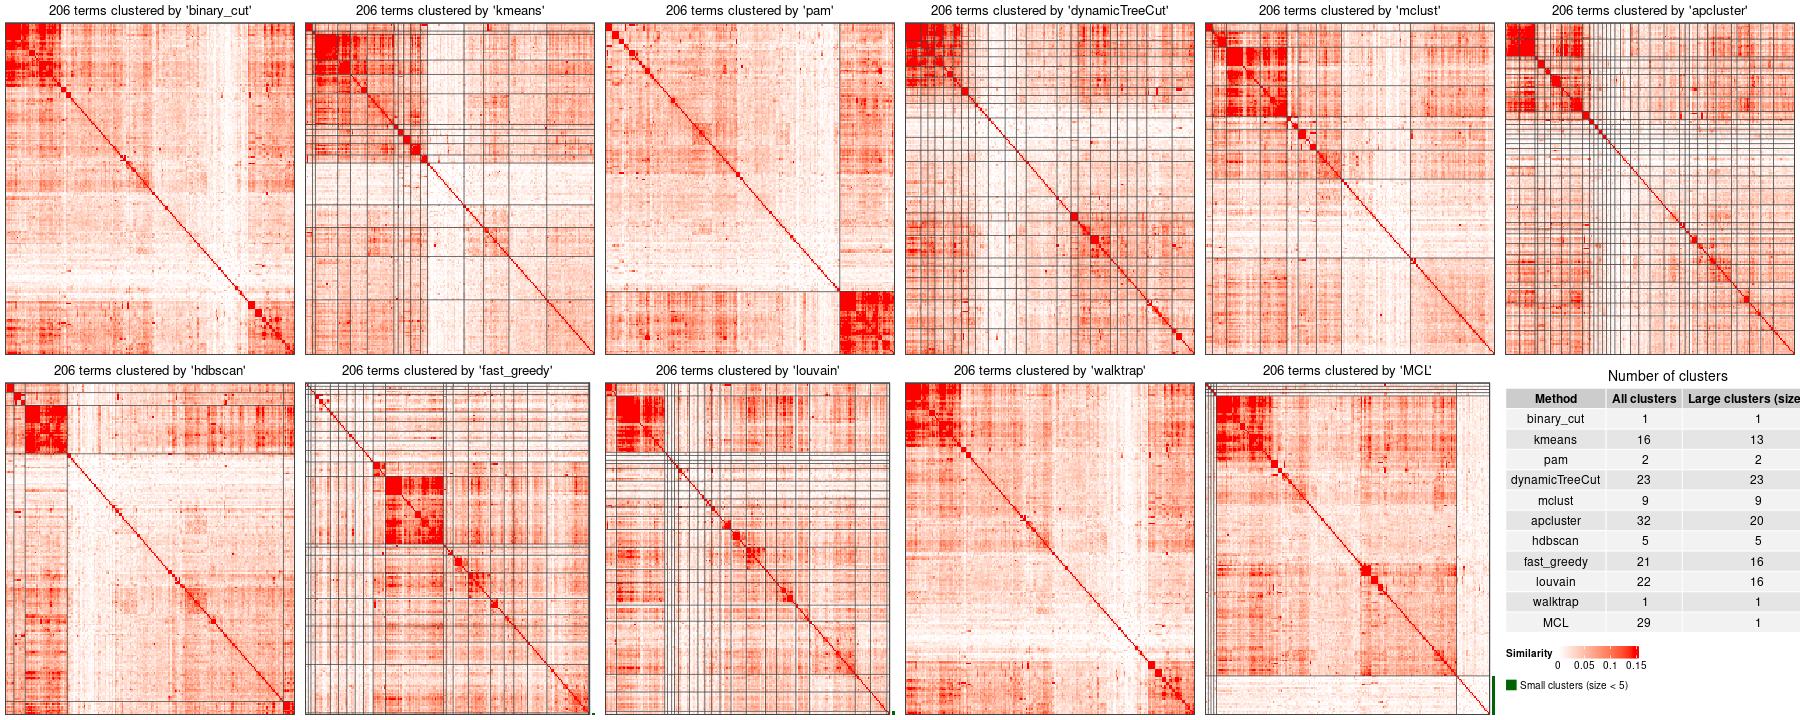 206 terms clustered by 'binary_cut'
206 terms clustered by 'kmeans'
206 terms clustered by 'pam'
206 terms clustered by 'dynamicTreeCut'
206 terms clustered by 'mclust'
206 terms clustered by 'apcluster'
206 terms clustered by 'hdbscan'
206 terms clustered by 'fast_greedy'
206 terms clustered by 'louvain'
206 terms clustered by 'walktrap'
206 terms clustered by 'MCL'
Number of clusters
Method All clusters Large clusters (size
binary_cut 1 1
kmeans 16 13
pam 2 2
dynamicTreeCut 23 23
mclust 9 9
apcluster 32 20
hdbscan 5 5
fast_greedy 21 16
louvain 22 16
walktrap 1 1
MCL 29 1
Similarity
0 0.05 0.1 0.15
Small clusters (size < 5)